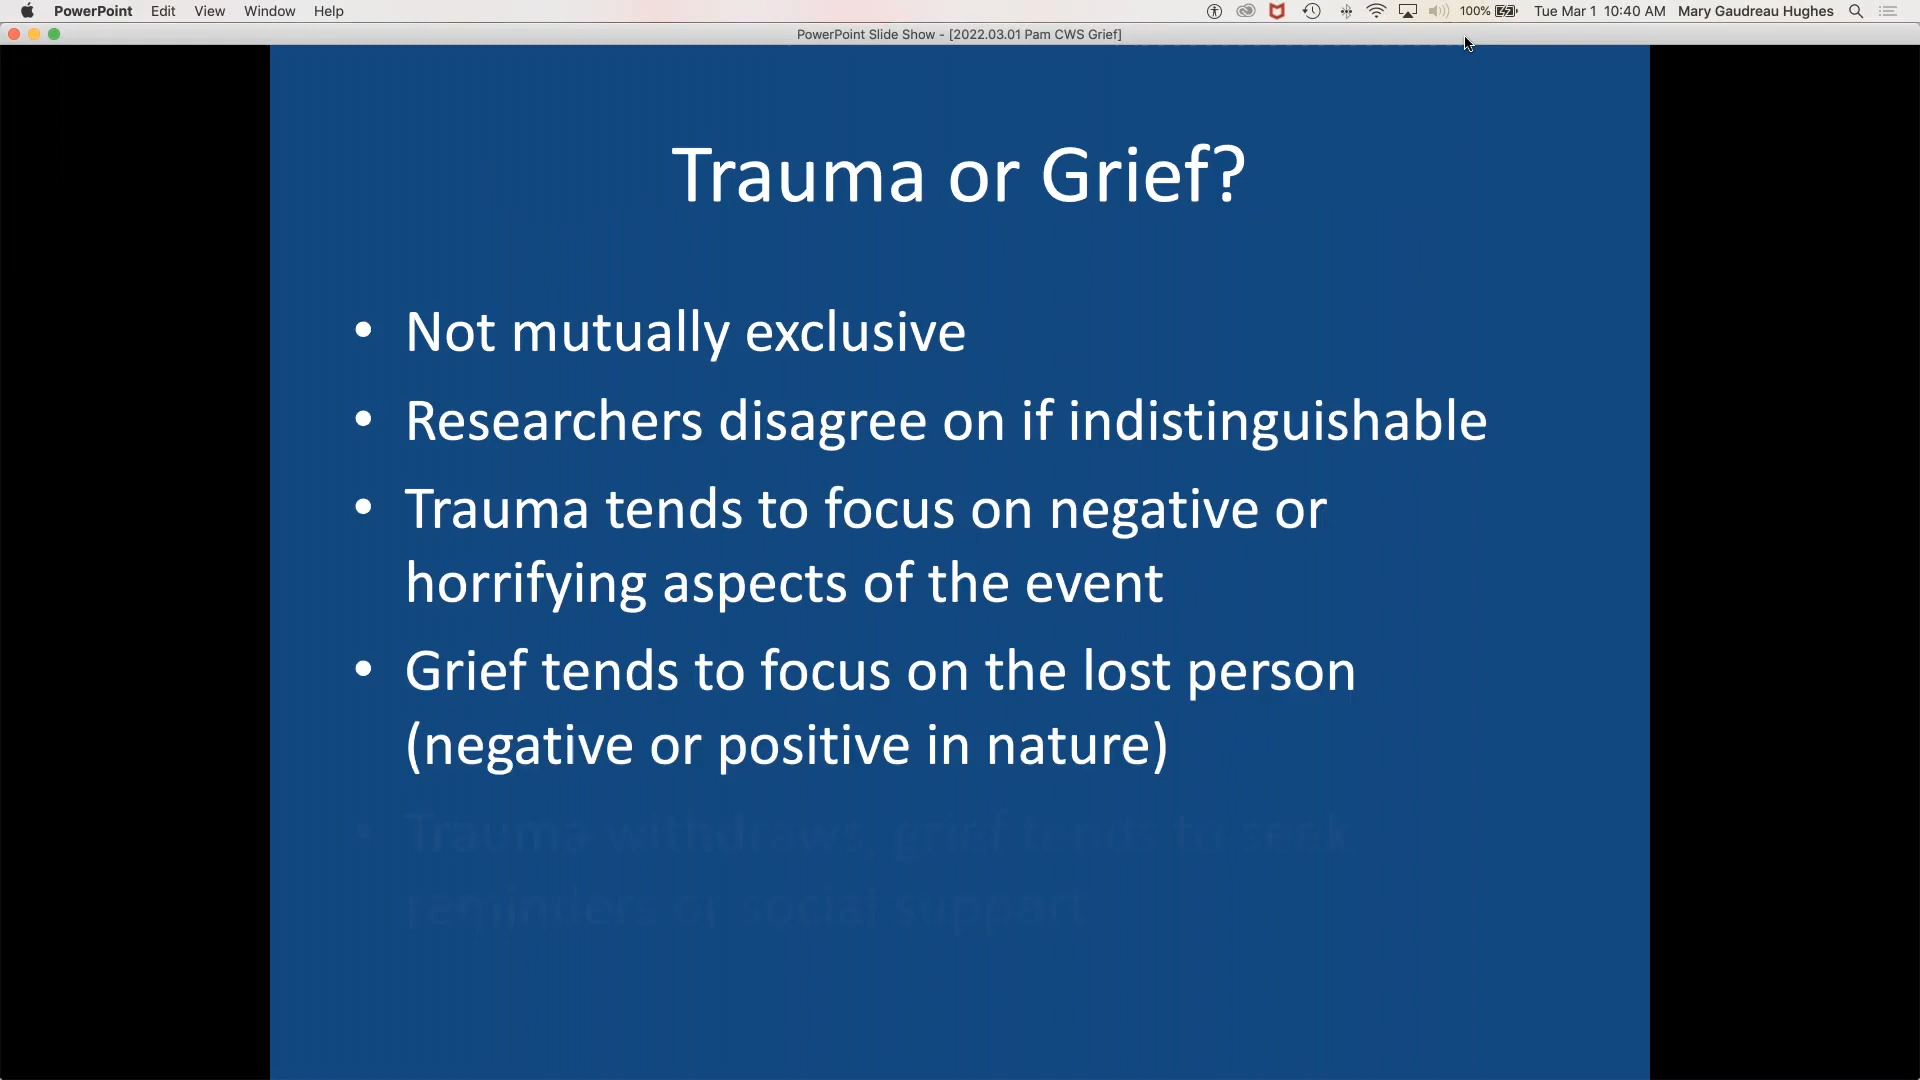 PowerPoint Edit View Window Help 100% Tue Mar 1 10:40 AM Mary Gaudreau Hughes
PowerPoint Slide Show - [2022.03.01 Pam CWS Grief]
Trauma or Grief?
• Not mutually exclusive
• Researchers disagree on if indistinguishable
• Trauma tends to focus on negative or
horrifying aspects of the event
• Grief tends to focus on the lost person
(negative or positive in nature)
• Trauma withdraws, grief tends to seek
reminders or social support